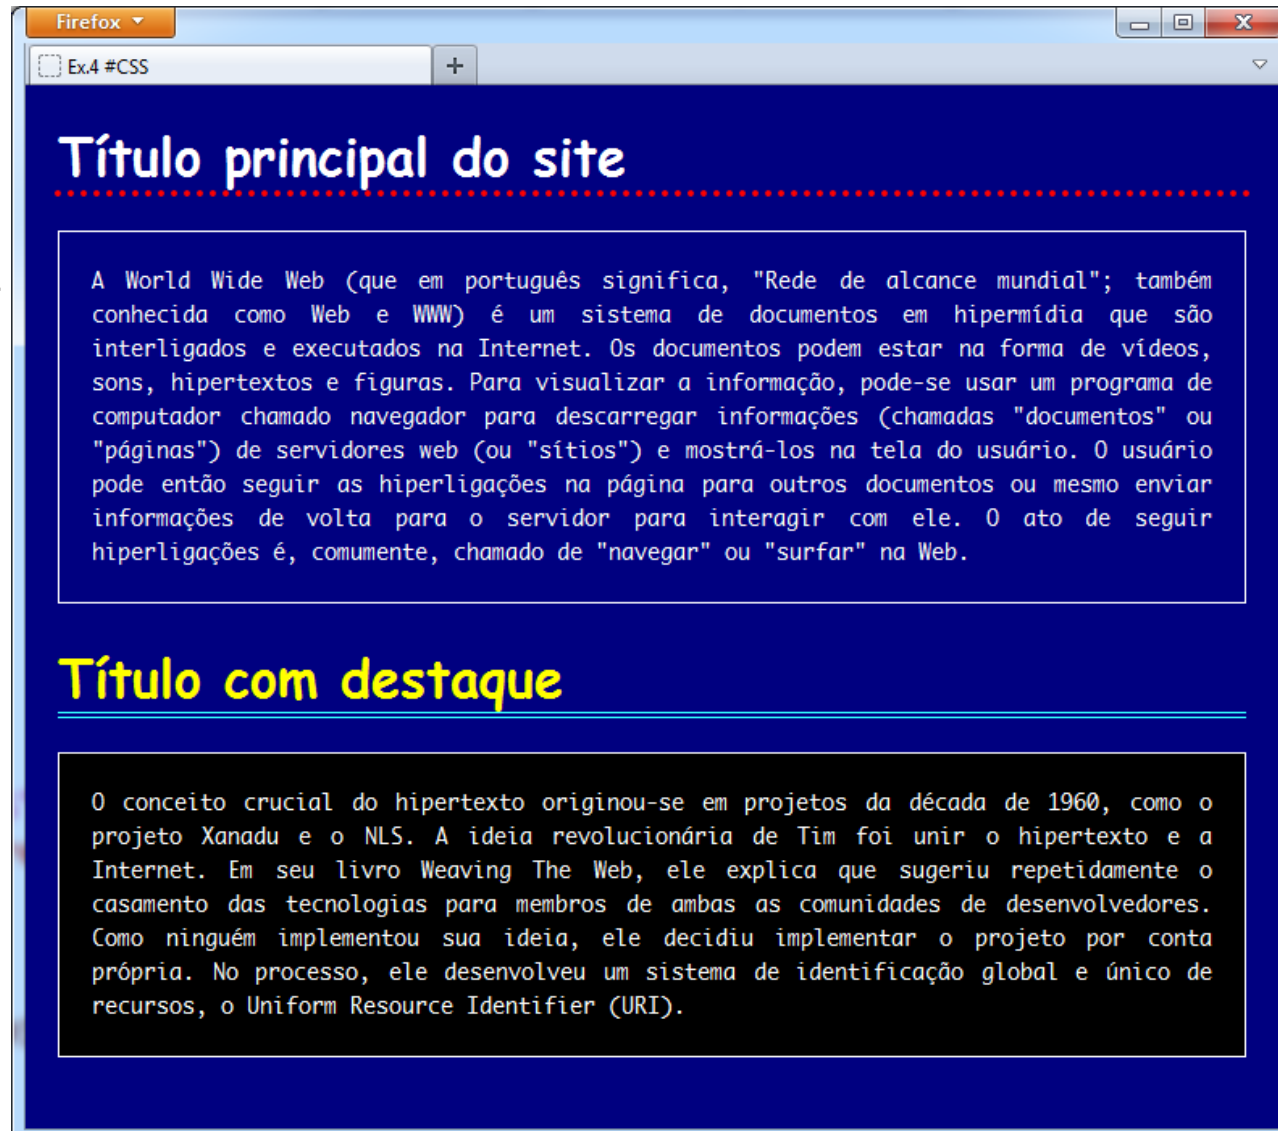 Firefox
Ex.4 #CSS
Título principal do site
A World Wide Web (que em português significa, "Rede de alcance mundial"; também
conhecida como Web e WWW) é um sistema de documentos em hipermídia que são
interligados e executados na Internet. Os documentos podem estar na forma de vídeos,
sons, hipertextos e figuras. Para visualizar a informação, pode-se usar um programa de
computador chamado navegador para descarregar informações (chamadas "documentos" ou
"páginas") de servidores web (ou "sítios") e mostrá-los na tela do usuário. O usuário
pode então seguir as hiperligações na página para outros documentos ou mesmo enviar
informações de volta para o servidor para interagir com ele. O ato de seguir
hiperligações é, comumente, chamado de "navegar" ou "surfar" na Web.
Título com destaque
O conceito crucial do hipertexto originou-se em projetos da década de 1960, como o
projeto Xanadu e o NLS. A ideia revolucionária de Tim foi unir o hipertexto e a
Internet. Em seu livro Weaving The Web, ele explica que sugeriu repetidamente o
casamento das tecnologias para membros de ambas as comunidades de desenvolvedores.
Como ninguém implementou sua ideia, ele decidiu implementar o projeto por conta
própria. No processo, ele desenvolveu um sistema de identificação global e único de
recursos, o Uniform Resource Identifier (URI).